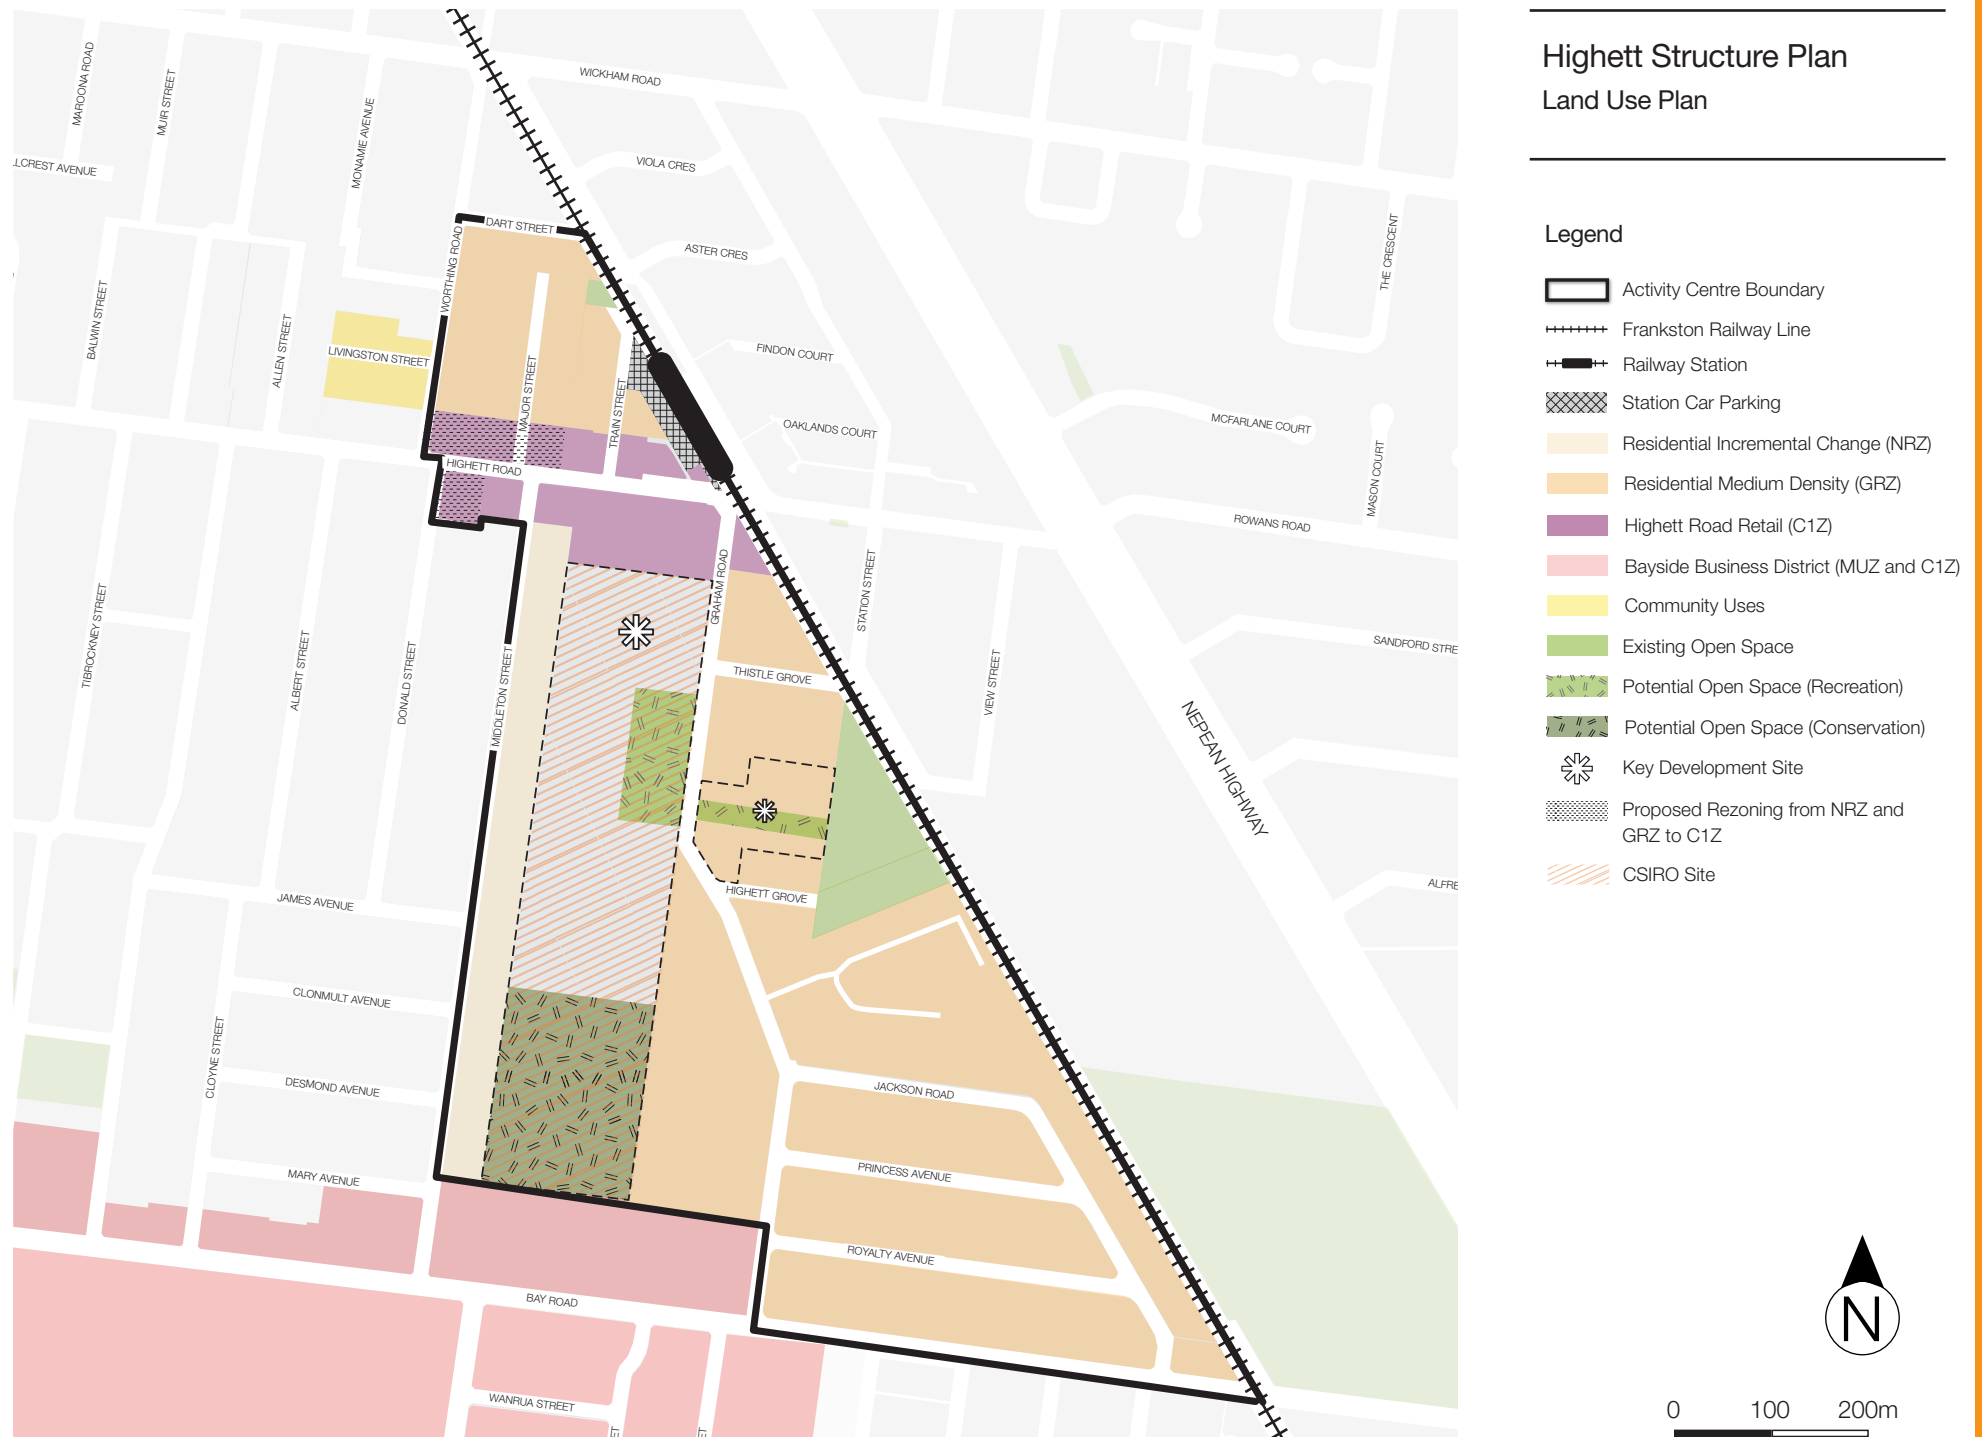 Highett Structure Plan
Land Use Plan
Legend
Activity Centre Boundary
Frankston Railway Line
Railway Station
Station Car Parking
Residential Incremental Change (NRZ)
Residential Medium Density (GRZ)
Highett Road Retail (C1Z)
Bayside Business District (MUZ and C1Z)
Community Uses
Existing Open Space
Potential Open Space (Recreation)
Potential Open Space (Conservation)
Key Development Site
Proposed Rezoning from NRZ and
GRZ to C1Z
CSIRO Site
N
0 100 200m
MAROONA ROAD
MUIR STREET
MONAMIE AVENUE
WICKHAM ROAD
LCREST AVENUE
VIOLA CRES
DART STREET
WORTHING ROAD
ASTER CRES
THE CRESCENT
BALWIN STREET
ALLEN STREET
LIVINGSTON STREET
MAJOR STREET
TRAIN STREET
FINDON COURT
OAKLANDS COURT
MCFARLANE COURT
MASON COURT
HIGHETT ROAD
ROWANS ROAD
GRAHAM ROAD
STATION STREET
TIBROCKNEY STREET
ALBERT STREET
DONALD STREET
MIDDLETON STREET
THISTLE GROVE
VIEW STREET
SANDFORD STRE
NEPEAN HIGHWAY
HIGHETT GROVE
ALFRE
JAMES AVENUE
CLONMULT AVENUE
CLOYNE STREET
DESMOND AVENUE
JACKSON ROAD
MARY AVENUE
PRINCESS AVENUE
ROYALTY AVENUE
BAY ROAD
WANRUA STREET
ET
ET